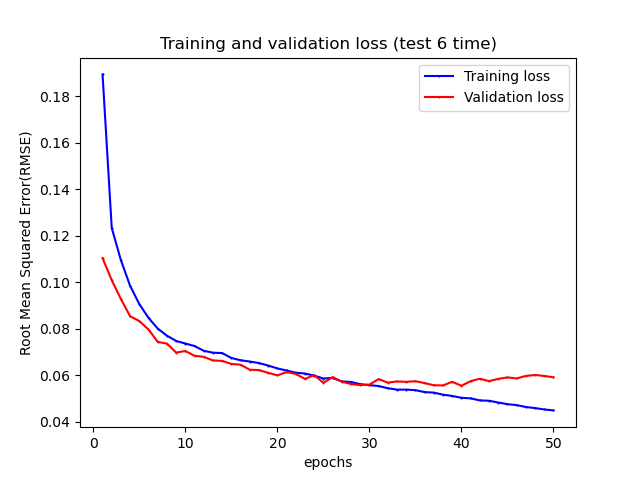 Training and validation loss (test 6 time)
Training loss
Validation loss
Root Mean Squared Error(RMSE)
0.18
0.16
0.14
0.12
0.10
0.08
0.06
0.04
0 10 20 30 40 50
epochs